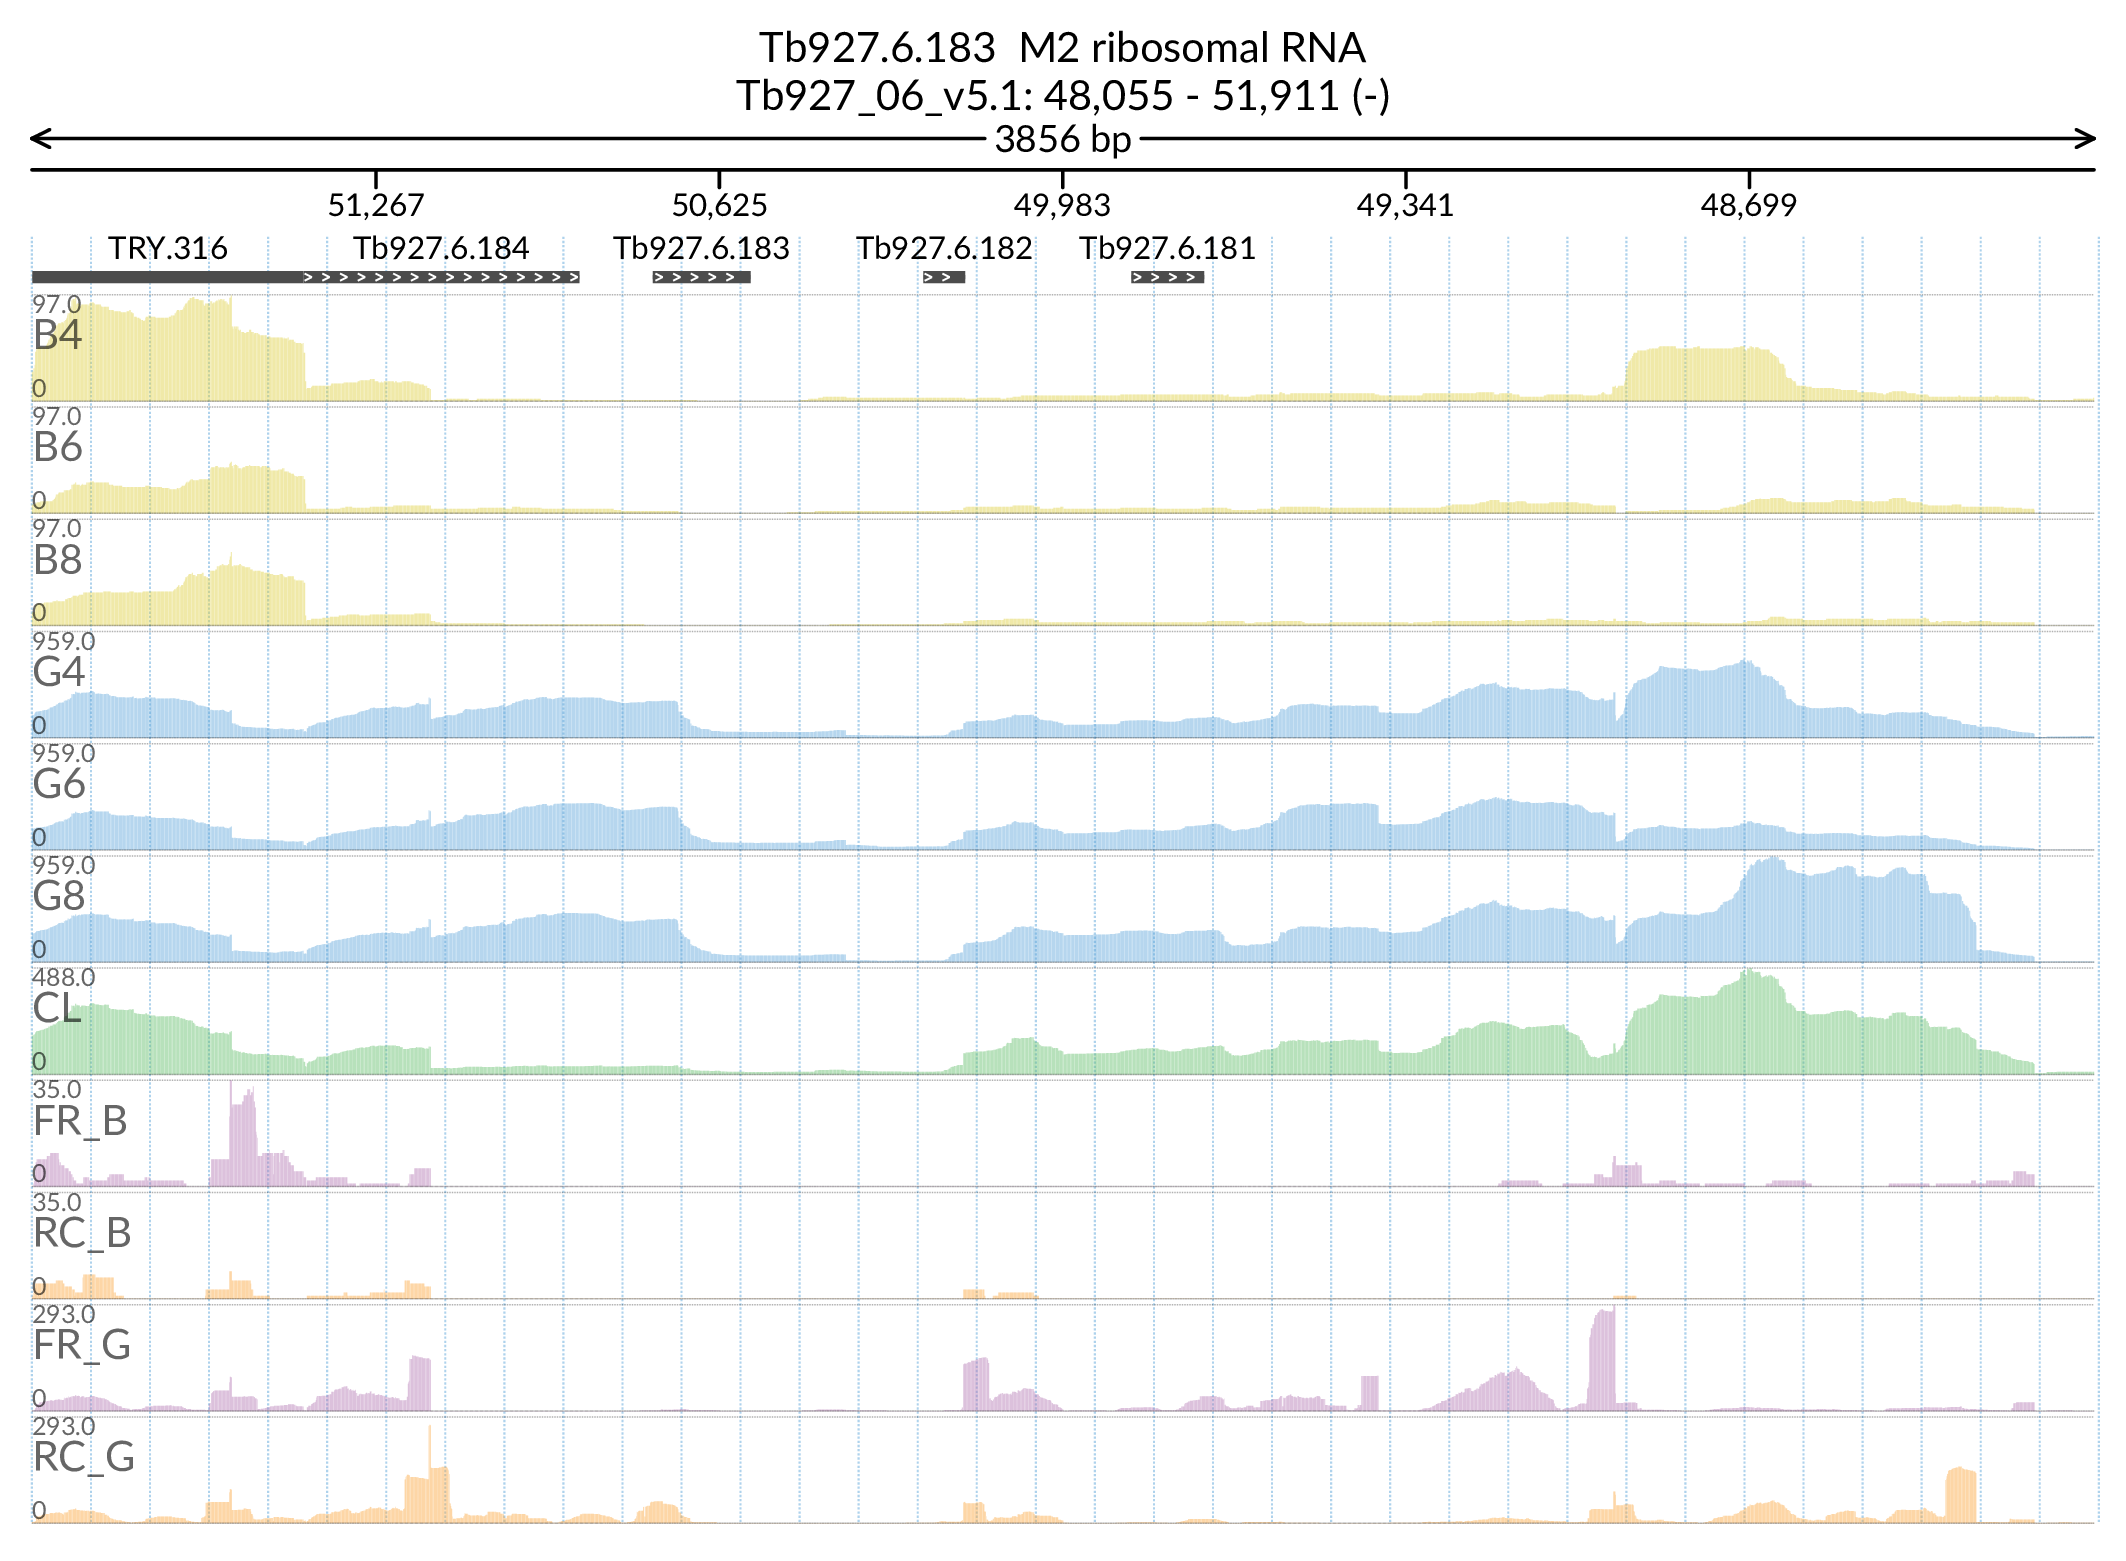 Tb927.6.183 M2 ribosomal RNA
Tb927_06_v5.1: 48,055 - 51,911 (-)
3856 bp
51,267 50,625 49,983 49,341 48,699
TRY.316 Tb927.6.184 Tb927.6.183 Tb927.6.182 Tb927.6.181
97.0
B4
0
97.0
B6
0
97.0
B8
0
959.0
G4
0
959.0
G6
0
959.0
G8
0
488.0
CL
0
35.0
FR_B
0
35.0
RC_B
0
293.0
FR_G
0
293.0
RC_G
0